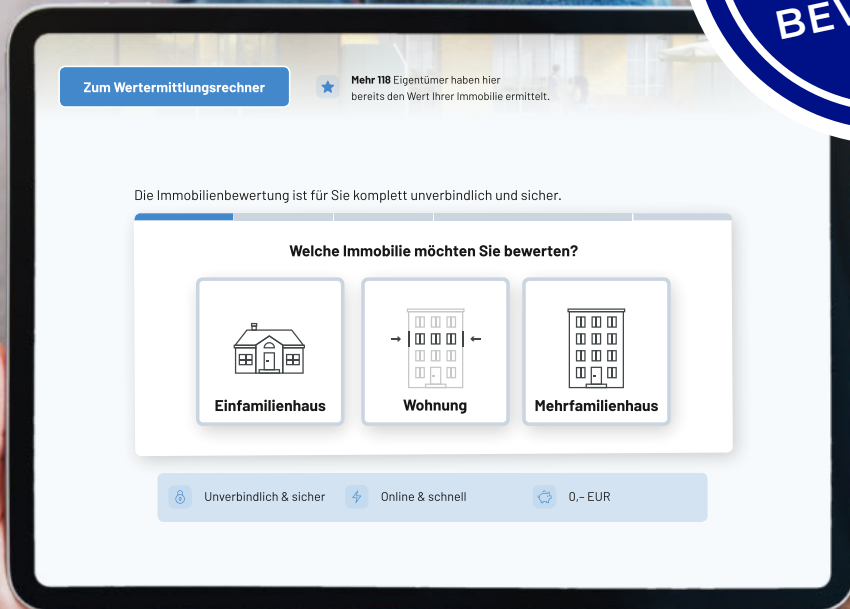 Zum Wertermittlungsrechner
Mehr 118 Eigentümer haben hier
bereits den Wert Ihrer Immobilie ermittelt.
Die Immobilienbewertung ist für Sie komplett unverbindlich und sicher.
Welche Immobilie möchten Sie bewerten?
Einfamilienhaus
Wohnung
Mehrfamilienhaus
Unverbindlich & sicher
Online & schnell
0,- EUR